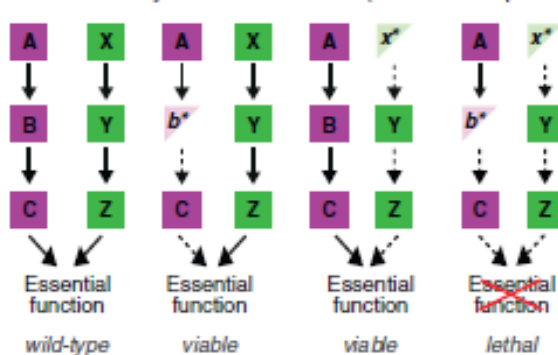 A X A X A x* A x*
B Y b* Y B Y b* Y
C Z C Z C Z C Z
Essential Essential Essential Essential
function function function function
wild-type viable viable lethal